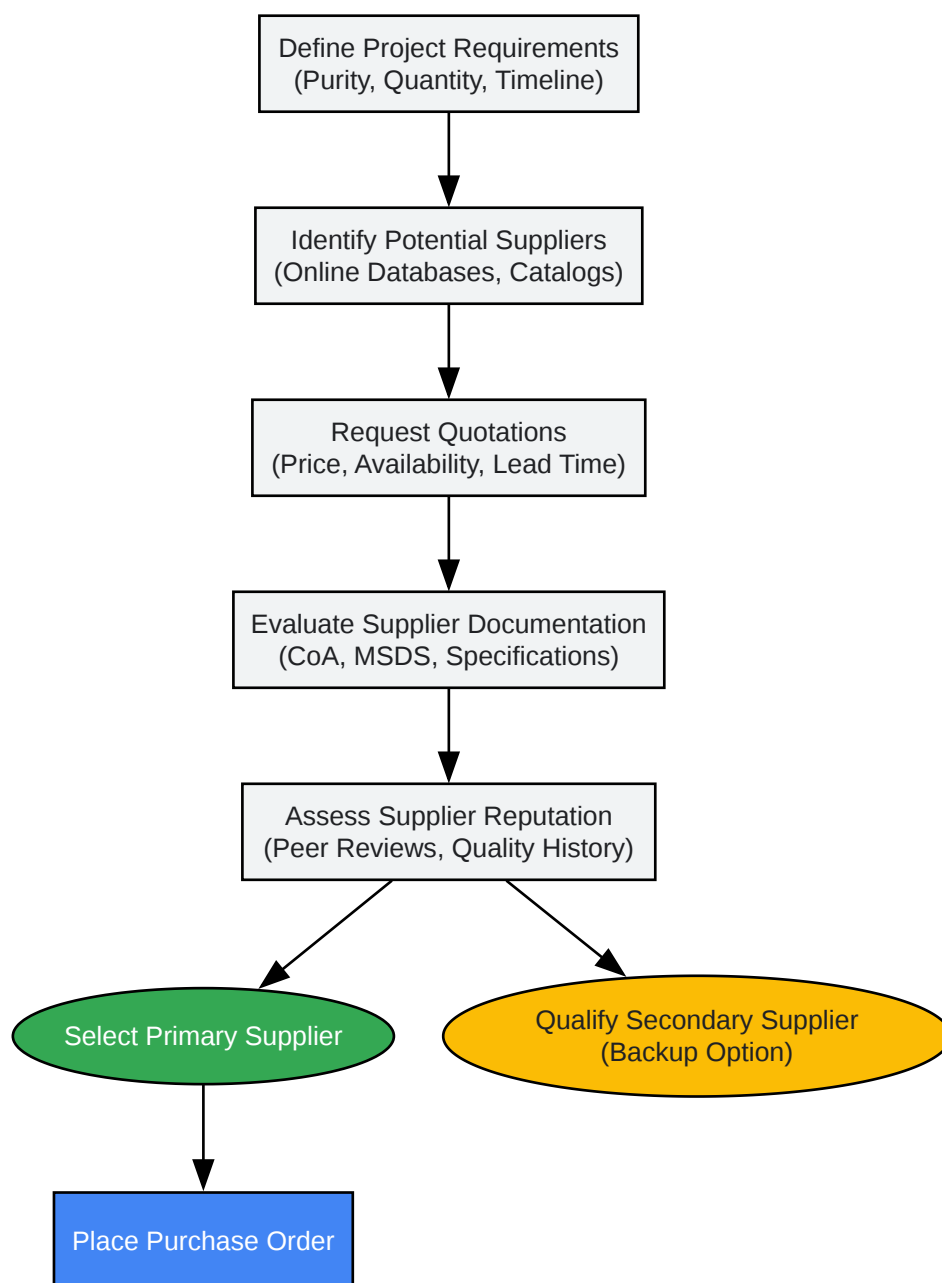 Define Project Requirements
(Purity, Quantity, Timeline)
Identify Potential Suppliers
(Online Databases, Catalogs)
Request Quotations
(Price, Availability, Lead Time)
Evaluate Supplier Documentation
(CoA, MSDS, Specifications)
Assess Supplier Reputation
(Peer Reviews, Quality History)
Select Primary Supplier
Qualify Secondary Supplier
(Backup Option)
Place Purchase Order